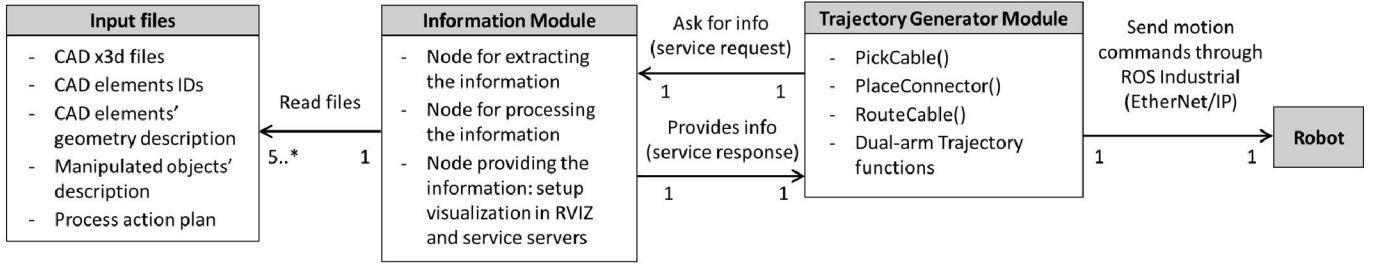 Input files
- CAD x3d files
- CAD elements IDs
- CAD elements'
geometry description
- Manipulated objects'
description
- Process action plan
Read files
5..*
1
Information Module
- Node for extracting
the information
- Node for processing
the information
- Node providing the
information: setup
visualization in RVIZ
and service servers
Ask for info
(service request)
1
1
Provides info
(service response)
1
1
Trajectory Generator Module
- PickCable()
- PlaceConnector()
- RouteCable()
- Dual-arm Trajectory
functions
Send motion
commands through
ROS Industrial
(EtherNet/IP)
1
1
Robot